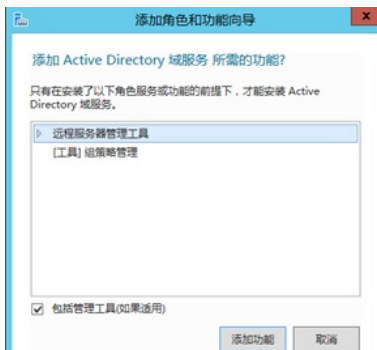 添加角色和功能向导
添加 Active Directory 域服务 所需的功能?
只有在安装了以下角色服务或功能的前提下，才能安装 Active
Directory 域服务。
远程服务器管理工具
[工具] 组策略管理
包括管理工具(如果适用)
添加功能 取消